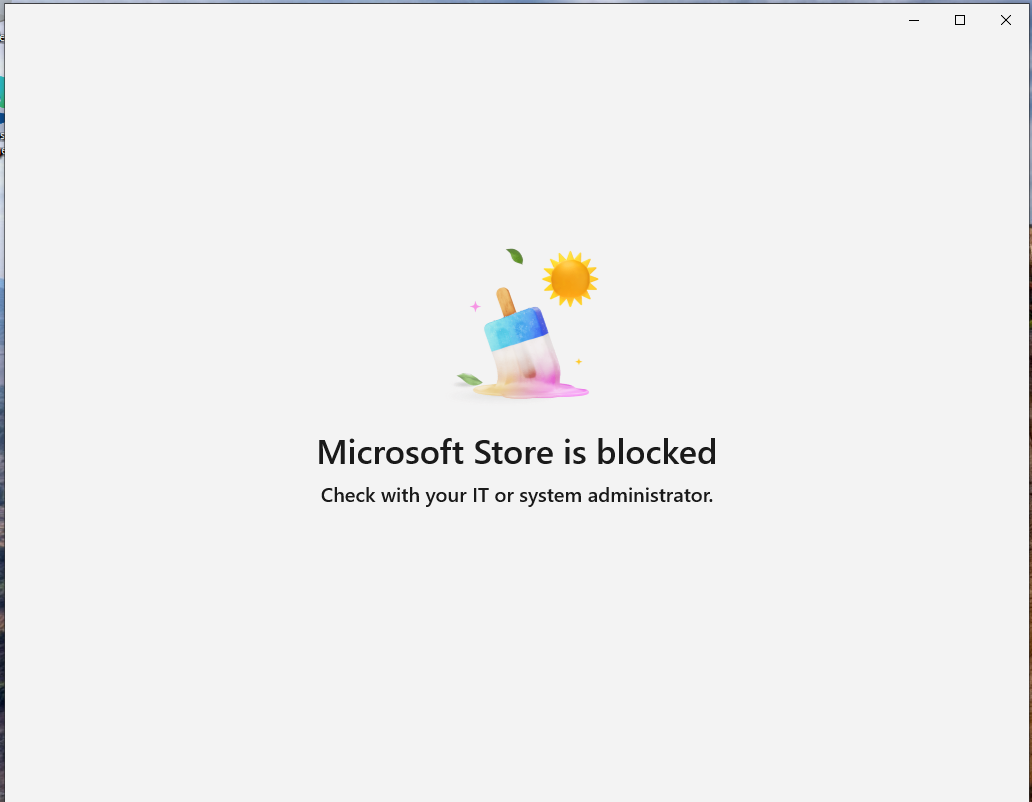 Microsoft Store is blocked
Check with your IT or system administrator.